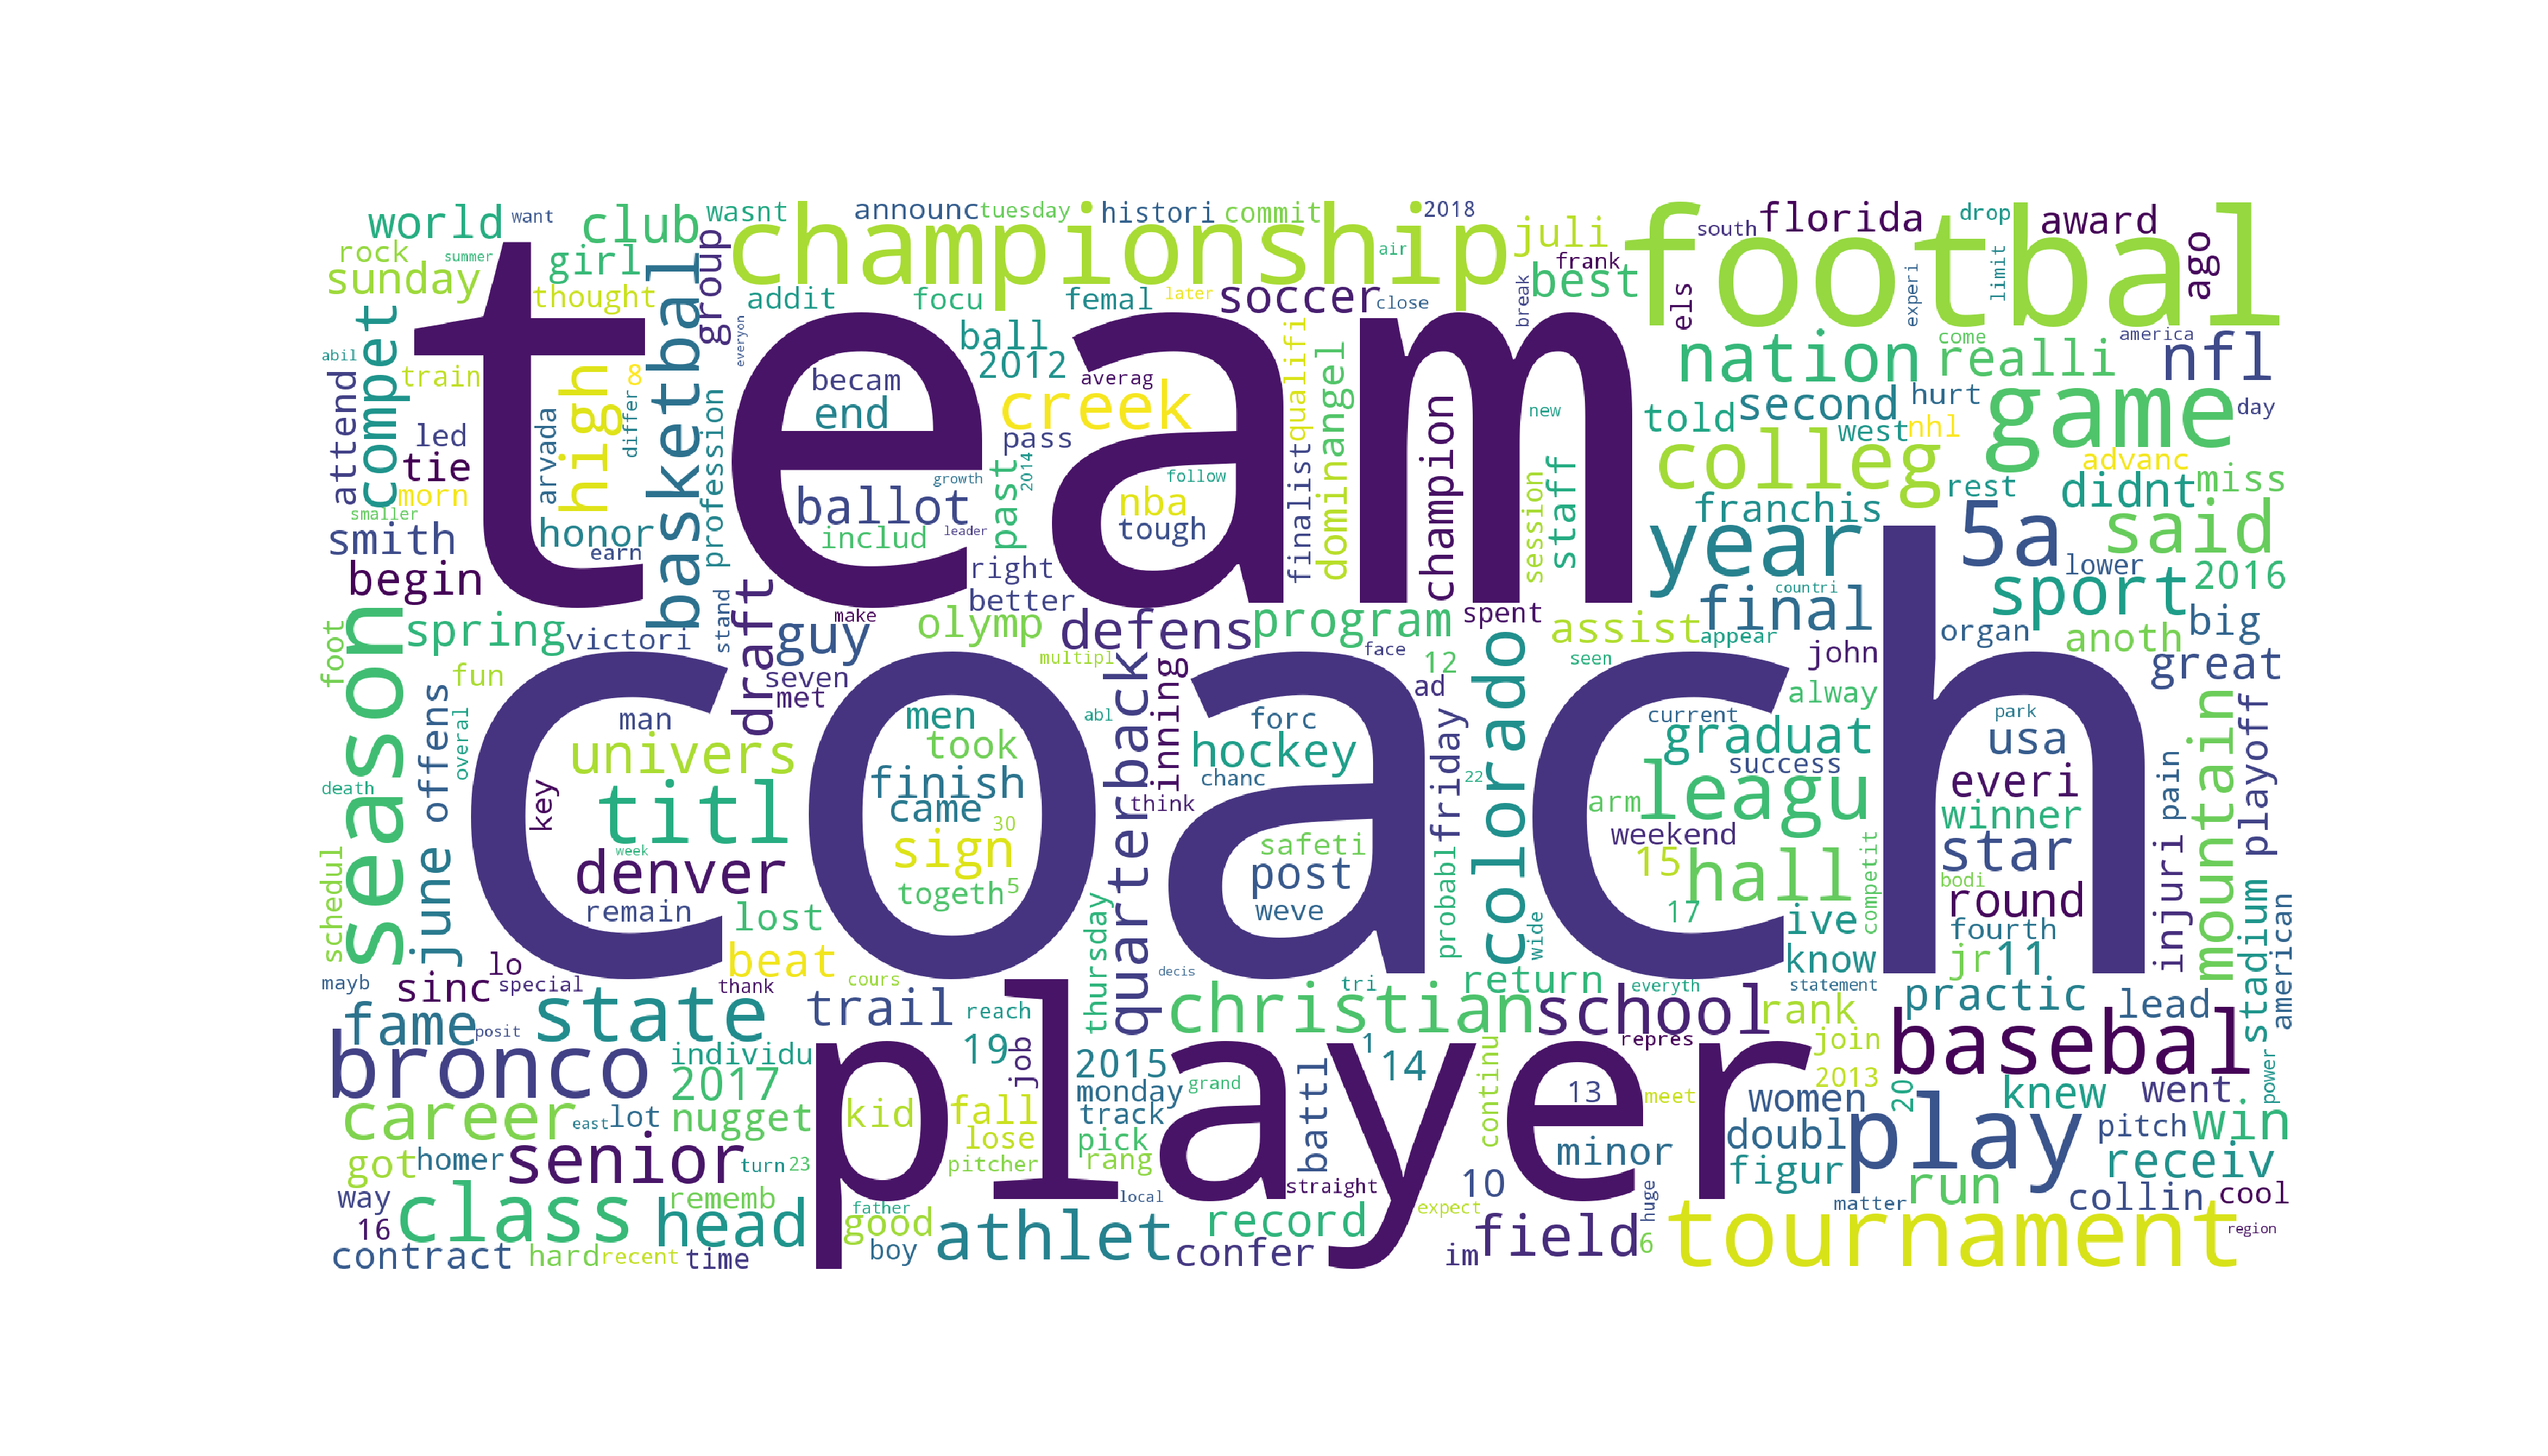 world want club wasnt announc tuesday histori commit 2018 juli south florida drop award
rock summer girl championship air frank footbal ago
sunday thought group addit focu femal later soccer close break best els experi limit
compet basketbal everyon ball 2012 nation come america
abil team realli nfl
attend train high 8 differ profession becam averag creek qualifi dominangel champion new told second hurt game day
led arvada end pass finalist colleg west nhl advanc
tie morn ballot growth past 2014 nba follow session staff franchis rest didnt miss
smaller smith honor earn includ leader tough year 5a said
begin right better countri lower 2016
season spring victori stand draft make guy olymp defens program spent assist final sport anoth big
foot fun seven met multipl quarterback inning face 12 colorado appear organ great
june offens overal man men abl forc ad seen john alway mountain playoff
univers took hockey friday current graduat park usa
death key titl finish came think chanc 22 success everi pain
coach arm leagu winner
schedul week denver sign 30 safeti probabl weekend star injuri stadium
remain togeth 5 post 15 hall competit bodi round
lost thursday weve wide 17 ive fourth american
mayb sinc lo special beat cours decis tri return know jr 11
fame posit state thank trail reach christian everyth school statement rank practic lead
bronco individu 19 job 2015 1 14 repres join basebal
2017 monday grand battl continu 13 meet 2013 20 knew went power
career east lot nugget kid fall track women play pitch win
got homer senior turn 23 lose pitcher pick rang minor doubl figur receiv
way class rememb player local straight 10 huge run collin cool
16 head father good athlet record expect matter tournament region
contract hard recent time boy confer im field 6